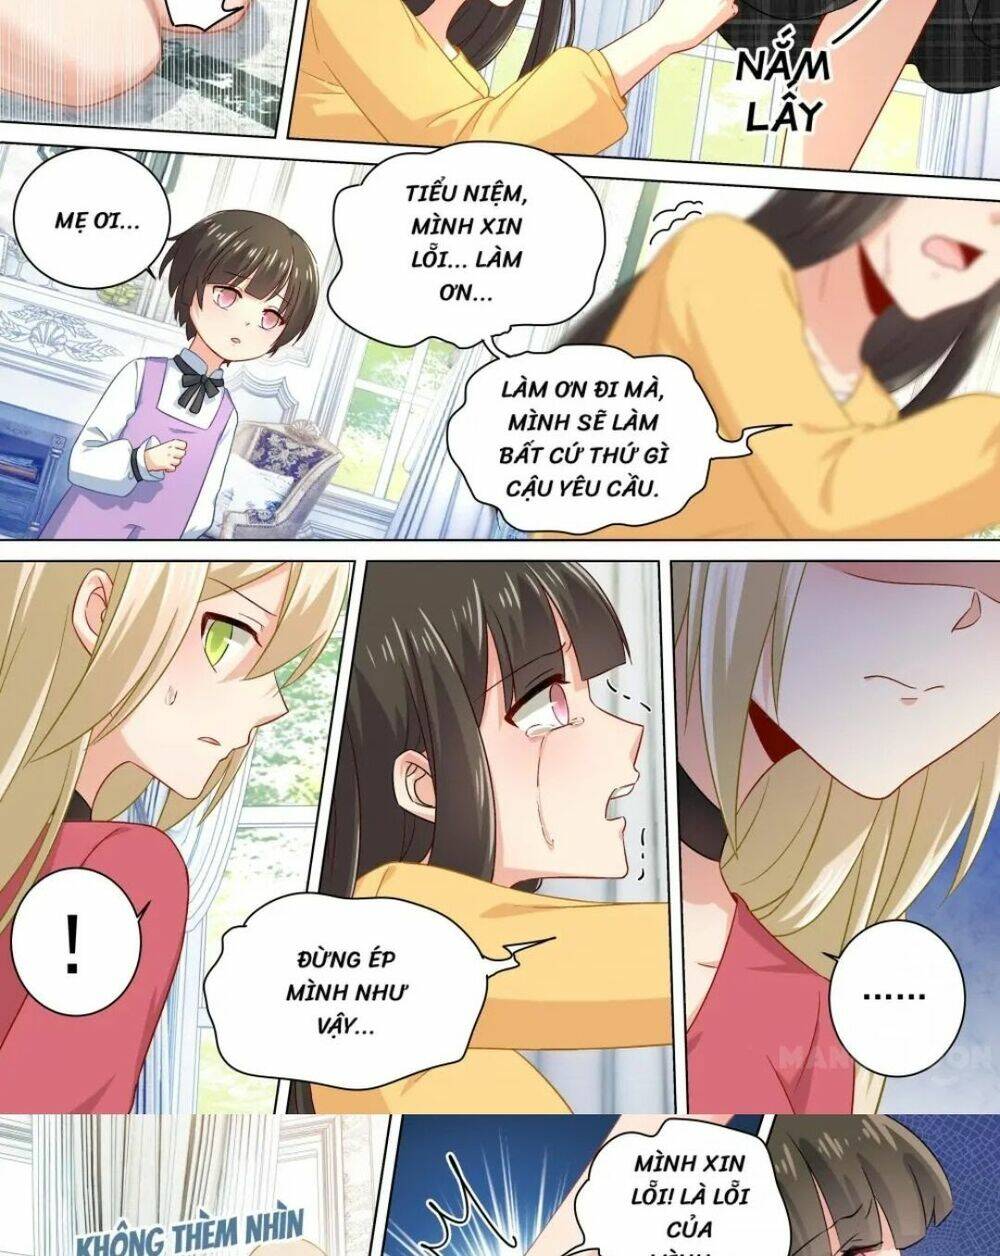 NẮM
LẤY
MẸ ƠI...
TIỂU NIỆM,
MÌNH XIN
LỖI... LÀM
ƠN...
LÀM ƠN ĐI MÀ,
MÌNH SẼ LÀM
BẤT CỨ THỨ GÌ
CẬU YÊU CẦU.
!
ĐỪNG ÉP
MÌNH NHƯ
VẬY...
......
MÌNH XIN
LỖI! LÀ LỖI
CỦA
KHÔNG THÈM NHÌN